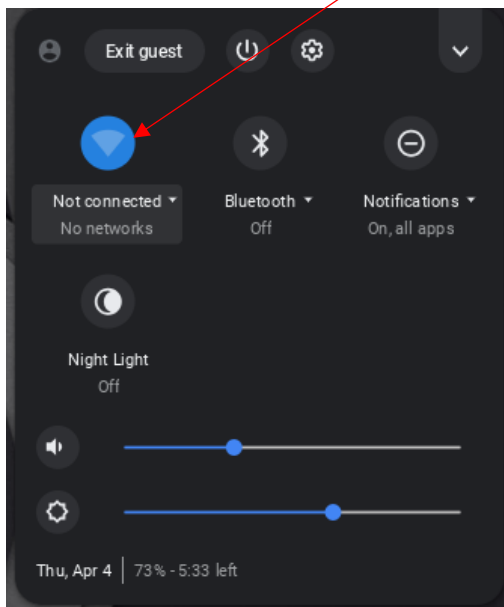 Exit guest
Not connected Bluetooth Notifications
No networks Off On, all apps
Night Light
Off
Thu, Apr 4 73% - 5:33 left